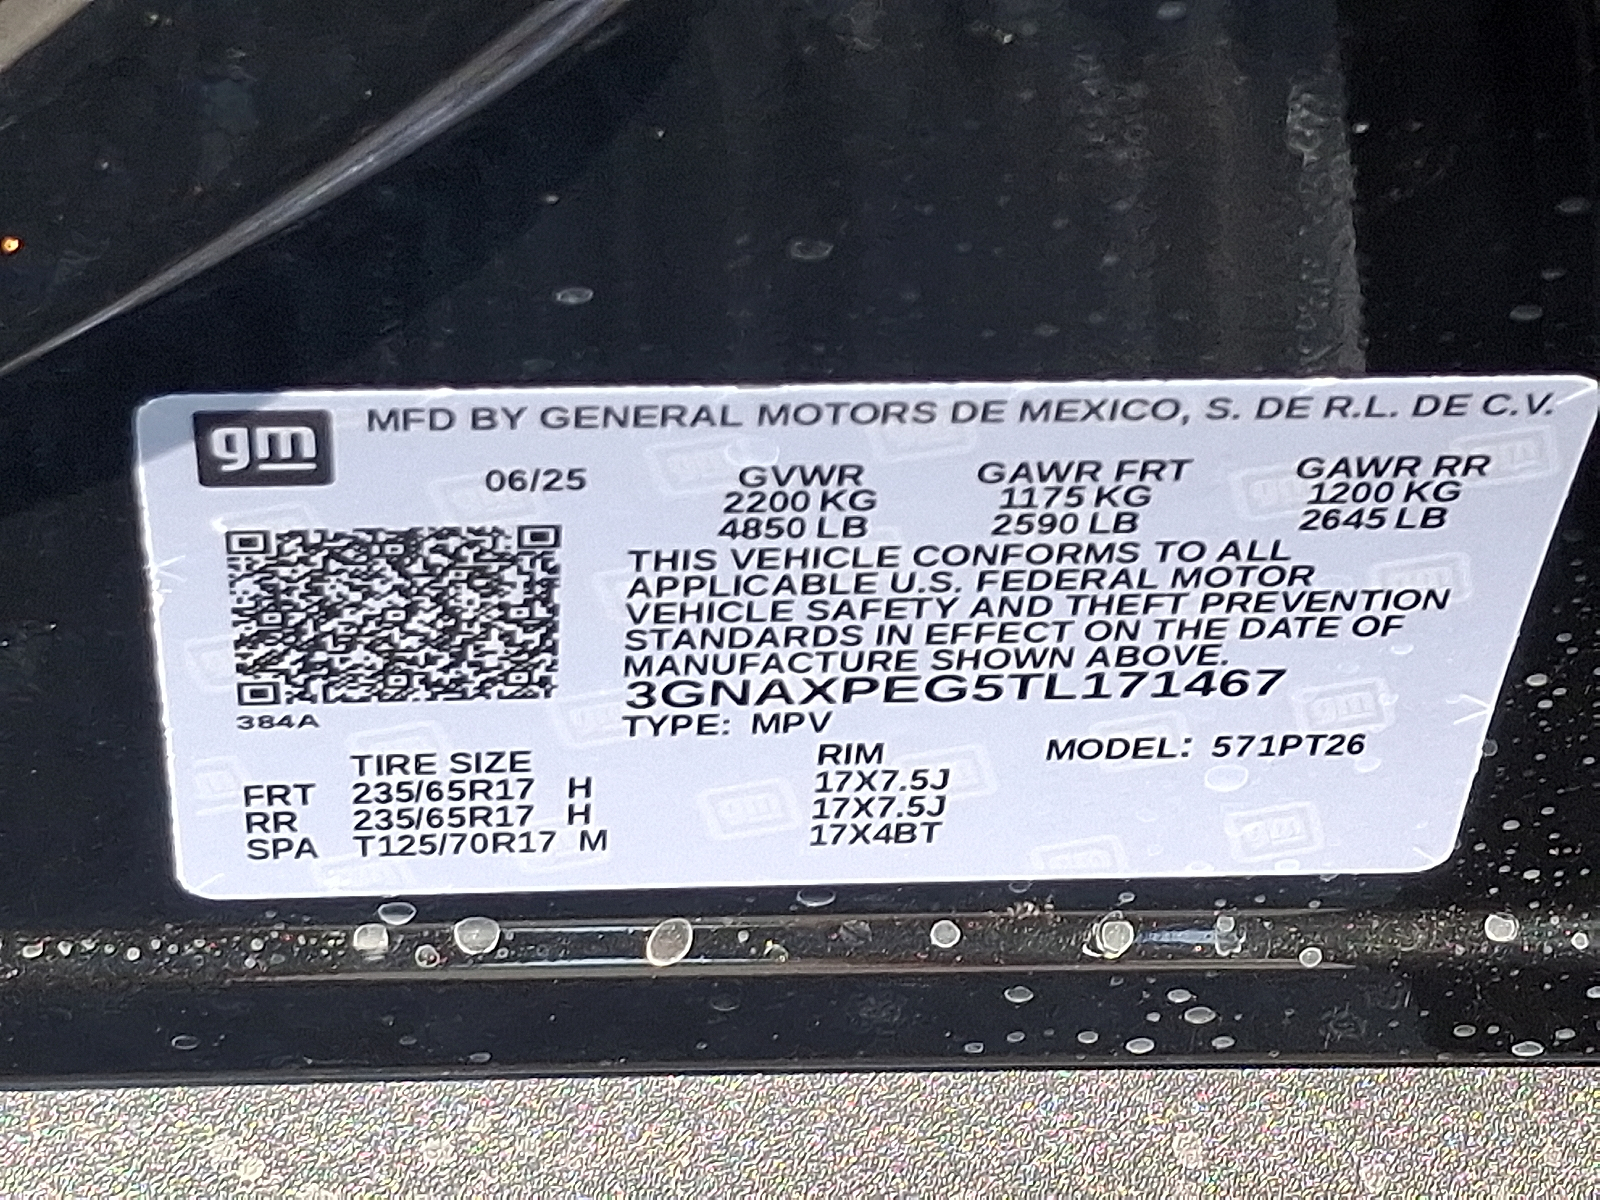 gm MFD BY GENERAL MOTORS DE MEXICO, S. DE R.L. DE C.V.
06/25 GVWR GAWR FRT GAWR RR
2200 KG 1175 KG 1200 KG
4850 LB 2590 LB 2645 LB
THIS VEHICLE CONFORMS TO ALL
APPLICABLE U.S. FEDERAL MOTOR
VEHICLE SAFETY AND THEFT PREVENTION
STANDARDS IN EFFECT ON THE DATE OF
MANUFACTURE SHOWN ABOVE.
3GNAXPEG5TL171467
384A TYPE: MPV
TIRE SIZE RIM MODEL: 571PT26
FRT 235/65R17 H 17X7.5J
RR 235/65R17 H 17X7.5J
SPA T125/70R17 M 17X4BT